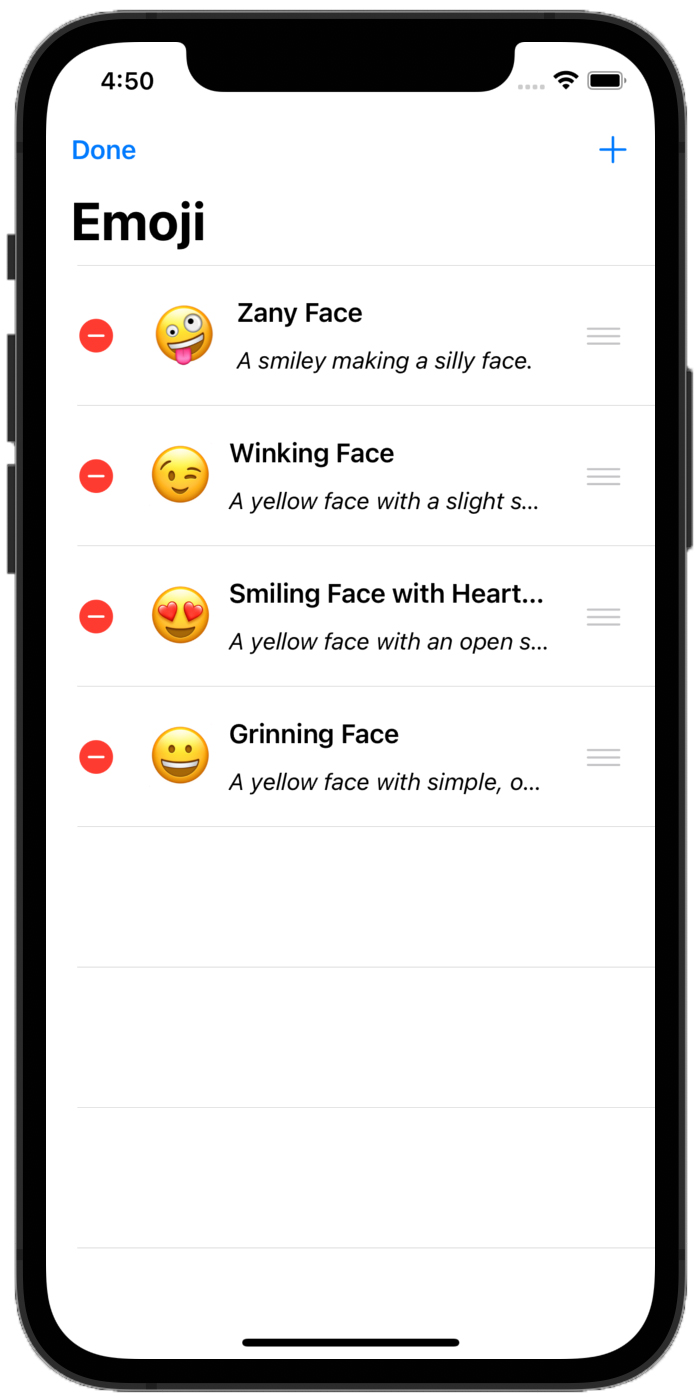 4:50
Done
Emoji
Zany Face
A smiley making a silly face.
Winking Face
A yellow face with a slight s...
Smiling Face with Heart...
A yellow face with an open s...
Grinning Face
A yellow face with simple, o...